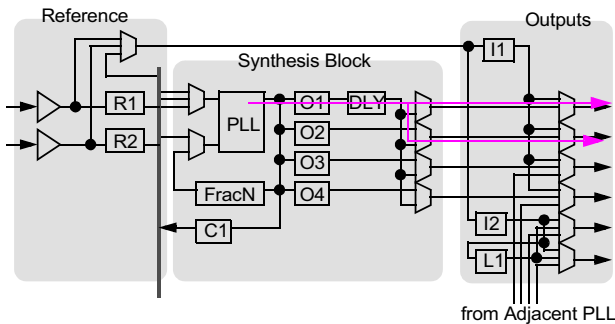 Reference
Outputs
Synthesis Block
I1
R1
R2
PLL
O1
DLY
O2
O3
O4
FracN
C1
I2
L1
from Adjacent PLL